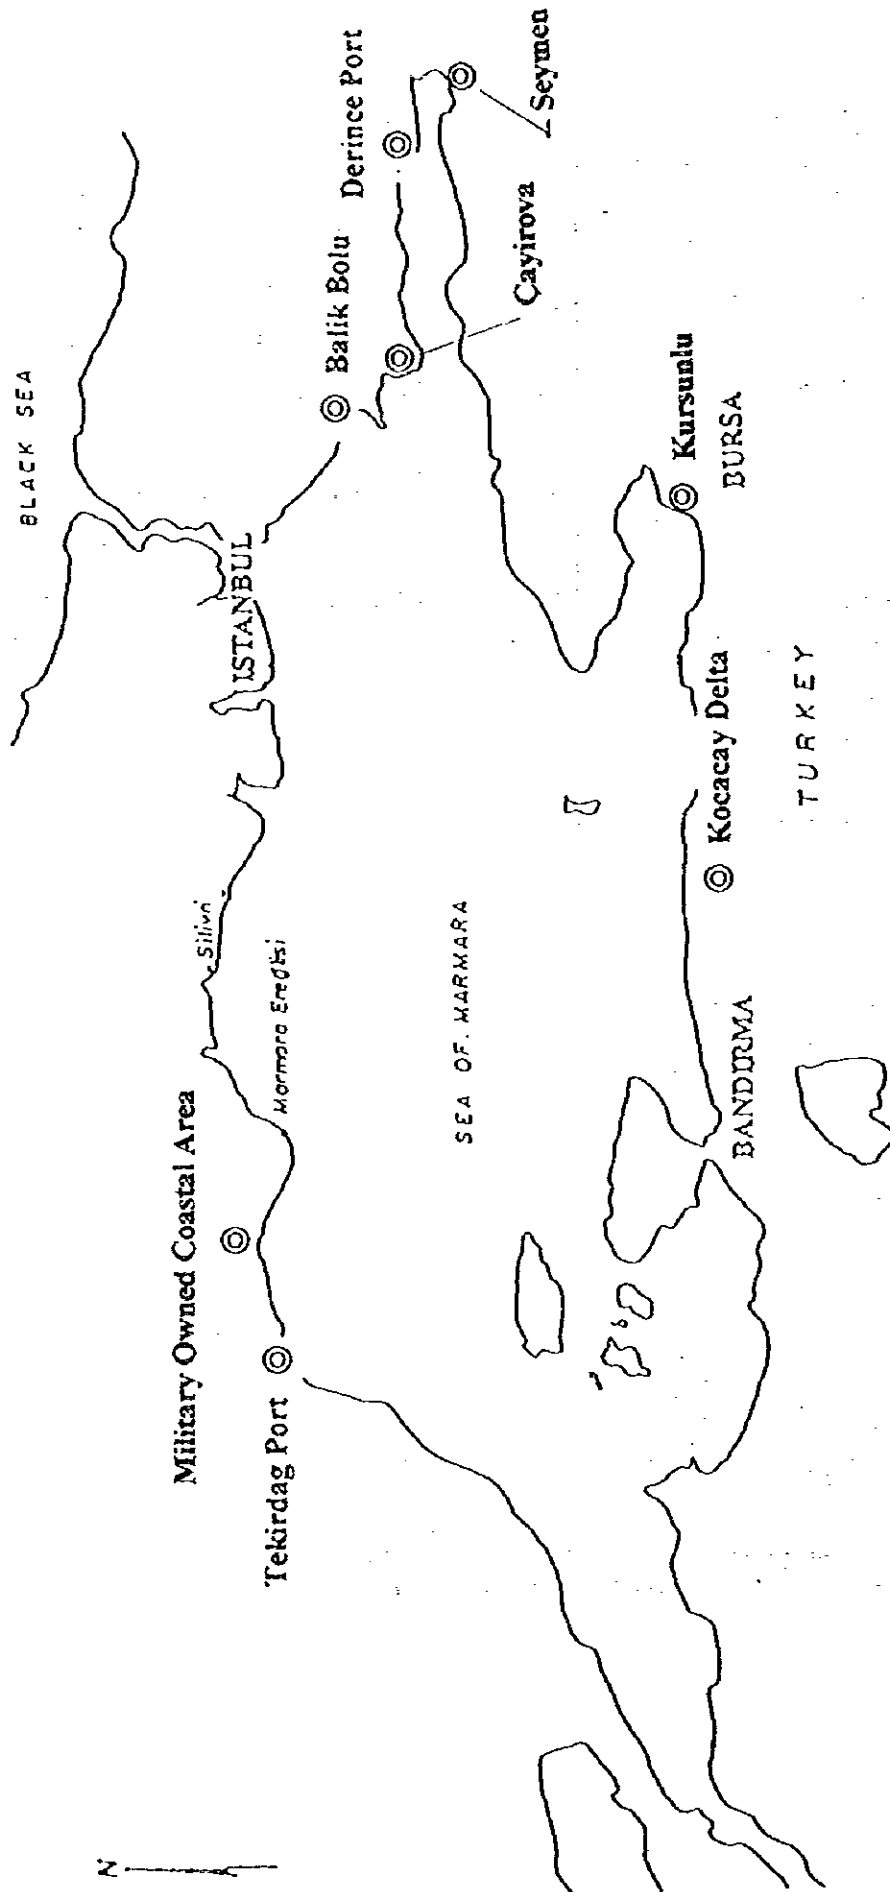 N
BLACK SEA
Military Owned Coastal Area
Silivri
ISTANBUL
Balik Bolu
Derince Port
Tekirdag Port
Marmara Ereglisi
SEA OF MARMARA
Cayirova
Seymen
Kursunlu
BURSA
Kocacay Delta
BANDIRMA
TURKEY